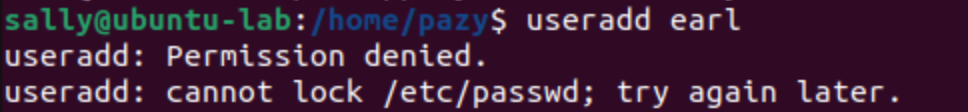 sally@ubuntu-lab:/home/pazy$ useradd earl
useradd: Permission denied.
useradd: cannot lock /etc/passwd; try again later.